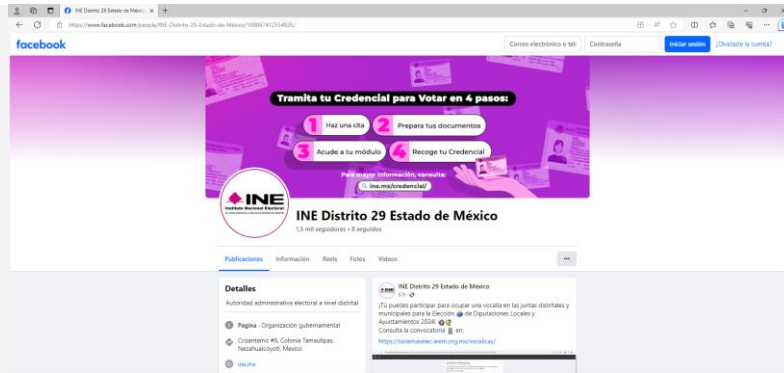 INE Distrito 29 Estado de México
https://www.facebook.com/people/INE-Distrito-29-Estado-de-México/
facebook
Correo electrónico o tel
Contraseña
Iniciar sesión
¿Olvidaste la cuenta?
Tramita tu Credencial para Votar en 4 pasos:
1 Haz una cita
2 Prepara tus documentos
3 Acude a tu módulo
4 Recoge tu Credencial
Para mayor información, consulta:
ine.mx/credencial/
INE
Instituto Nacional Electoral
INE Distrito 29 Estado de México
1,5 mil seguidores • 8 seguidos
Publicaciones
Información
Reels
Fotos
Videos
Detalles
Autoridad administrativa electoral a nivel distrital
Página · Organización gubernamental
Crisantemo #6, Colonia Tamaulipas,
Nezahualcóyotl, Mexico
ine.mx
INE Distrito 29 Estado de México
6 h
¡Tú puedes participar para ocupar una vocalía en las juntas distritales y
municipales para la Elección de Diputaciones Locales y
Ayuntamientos 2024!
Consulta la convocatoria en:
https://sistemaselec.ieem.org.mx/vocalicas/